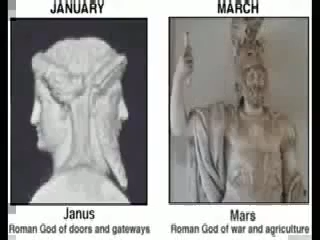 JANUARY
Janus
Roman God of doors and gateways
MARCH
Mars
Roman God of war and agriculture